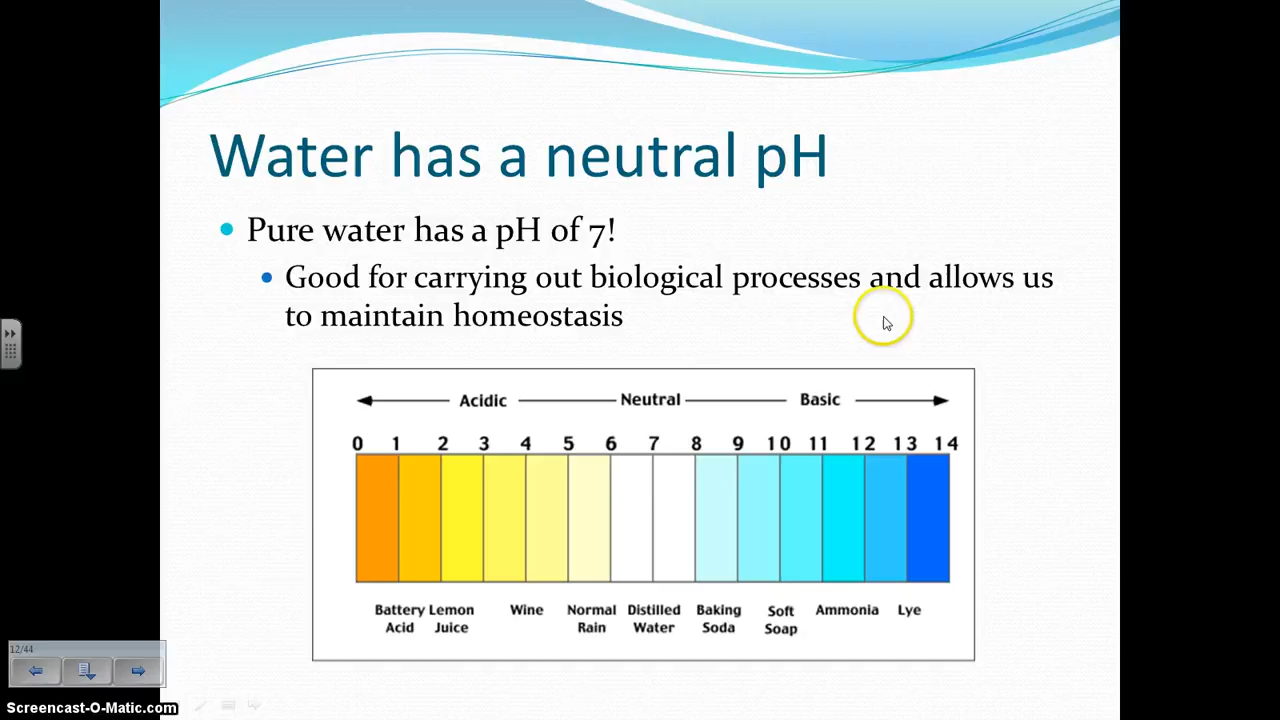 Water has a neutral pH
Pure water has a pH of 7!
Good for carrying out biological processes and allows us
to maintain homeostasis
Acidic Neutral Basic
0 1 2 3 4 5 6 7 8 9 10 11 12 13 14
Battery Lemon Wine Normal Distilled Baking Soft Ammonia Lye
Acid Juice Rain Water Soda Soap
12/44
Screencast-O-Matic.com